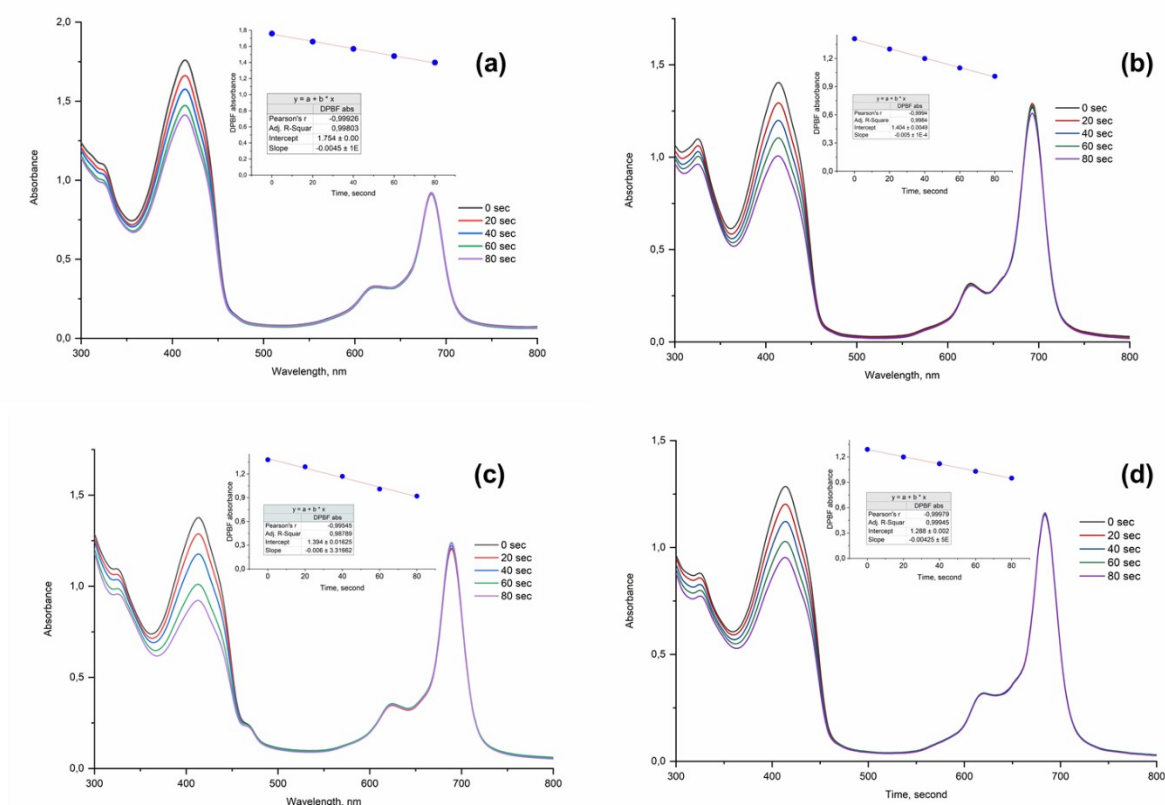 (a)
2,0
1,5
1,0
0,5
0,0
Absorbance
300 400 500 600 700 800
Wavelength, nm
0 sec
20 sec
40 sec
60 sec
80 sec
1,8
1,6
1,4
1,2
1,0
0,8
0,6
0,4
0,2
0,0
DPBF absorbance
0 20 40 60 80
Time, second
y = a + b * x
DPBF abs
Pearson's r -0,99926
Adj. R-Squar 0,99803
Intercept 1.754 ± 0.00
Slope -0.0045 ± 1E
(b)
1,5
1,0
0,5
0,0
Absorbance
300 400 500 600 700 800
Wavelength, nm
0 sec
20 sec
40 sec
60 sec
80 sec
1,2
0,9
0,6
0,3
0,0
DPBF absorbance
0 20 40 60 80
Time, second
y = a + b * x
DPBF abs
Pearson's r -0,9994
Adj. R-Square 0,9984
Intercept 1.404 ± 0.0049
Slope -0.005 ± 1E-4
(c)
1,5
1,0
0,5
0,0
Absorbance
300 400 500 600 700 800
Wavelength, nm
0 sec
20 sec
40 sec
60 sec
80 sec
1,2
0,9
0,6
0,3
0,0
DPBF absorbance
0 20 40 60 80
Time, second
y = a + b * x
DPBF abs
Pearson's r -0,99545
Adj. R-Squar 0,98789
Intercept 1.394 ± 0.01625
Slope -0.006 ± 3.31662
(d)
1,5
1,0
0,5
0,0
Absorbance
300 400 500 600 700 800
Time, second
0 sec
20 sec
40 sec
60 sec
80 sec
1,2
0,9
0,6
0,3
0,0
DPBF absorbance
0 20 40 60 80
Time, second
y = a + b * x
DPBF abs
Pearson's r -0,99979
Adj. R-Squar 0,99945
Intercept 1.288 ± 0.002
Slope -0.00425 ± 5E